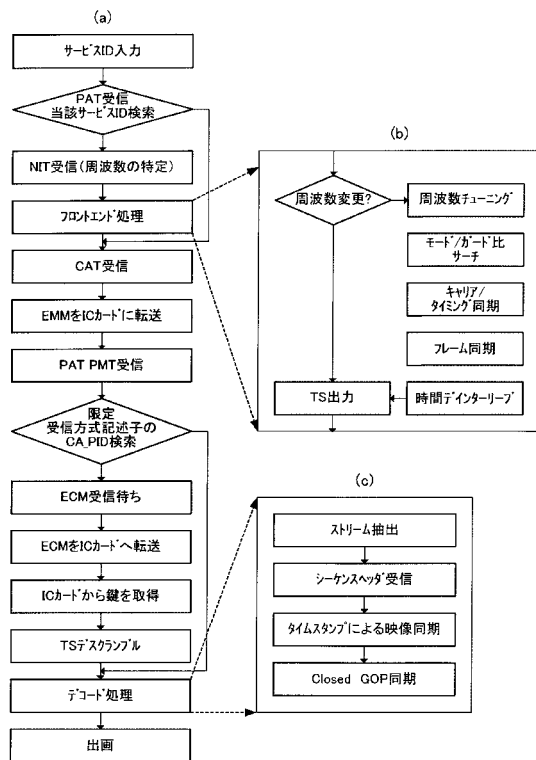 (a)
サービスID入力
PAT受信
当該サービスID検索
NIT受信(周波数の特定)
フロントエンド処理
CAT受信
EMMをICカードに転送
PAT PMT受信
限定
受信方式記述子の
CA_PID検索
ECM受信待ち
ECMをICカードへ転送
ICカードから鍵を取得
TSデスクランブル
デコード処理
出画
(b)
周波数変更?
周波数チューニング
モード/ガード比
サーチ
キャリア/
タイミング同期
フレーム同期
時間デインターリーブ
TS出力
(c)
ストリーム抽出
シーケンスヘッダ受信
タイムスタンプによる映像同期
Closed GOP同期